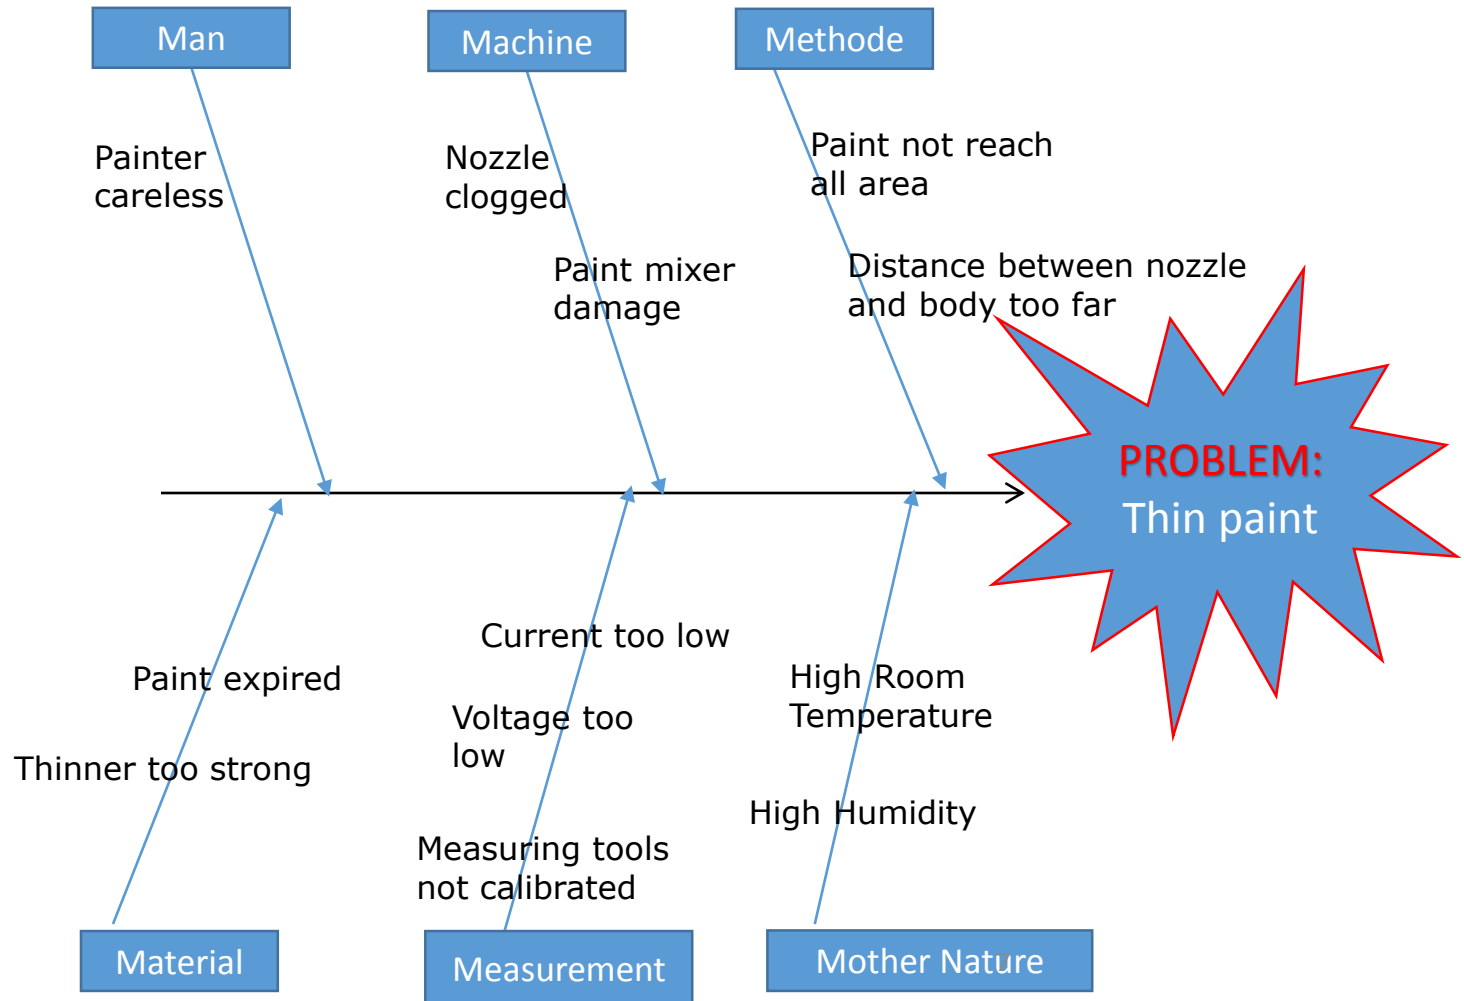 Man
Machine
Methode
Painter
careless
Nozzle
clogged
Paint not reach
all area
Paint mixer
damage
Distance between nozzle
and body too far
PROBLEM:
Thin paint
Current too low
Paint expired
Voltage too
low
High Room
Temperature
Thinner too strong
High Humidity
Measuring tools
not calibrated
Material
Measurement
Mother Nature